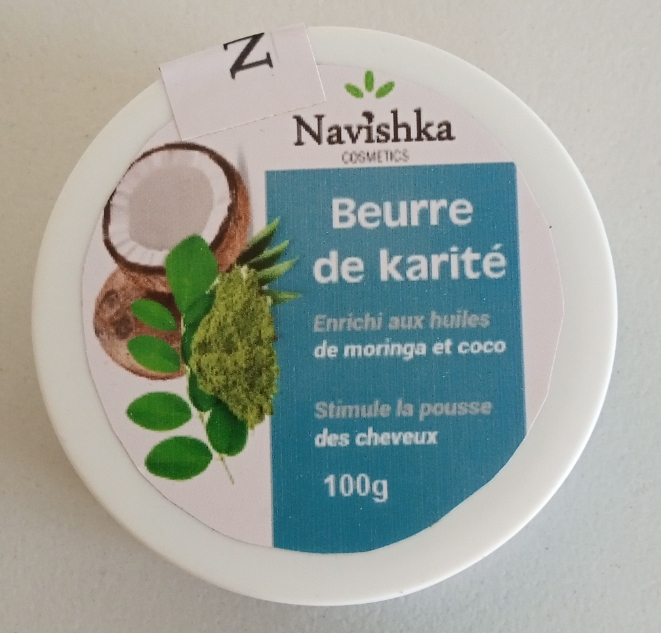 N
Navishka
COSMETICS
Beurre
de karité
Enrichi aux huiles
de moringa et coco
Stimule la pousse
des cheveux
100g